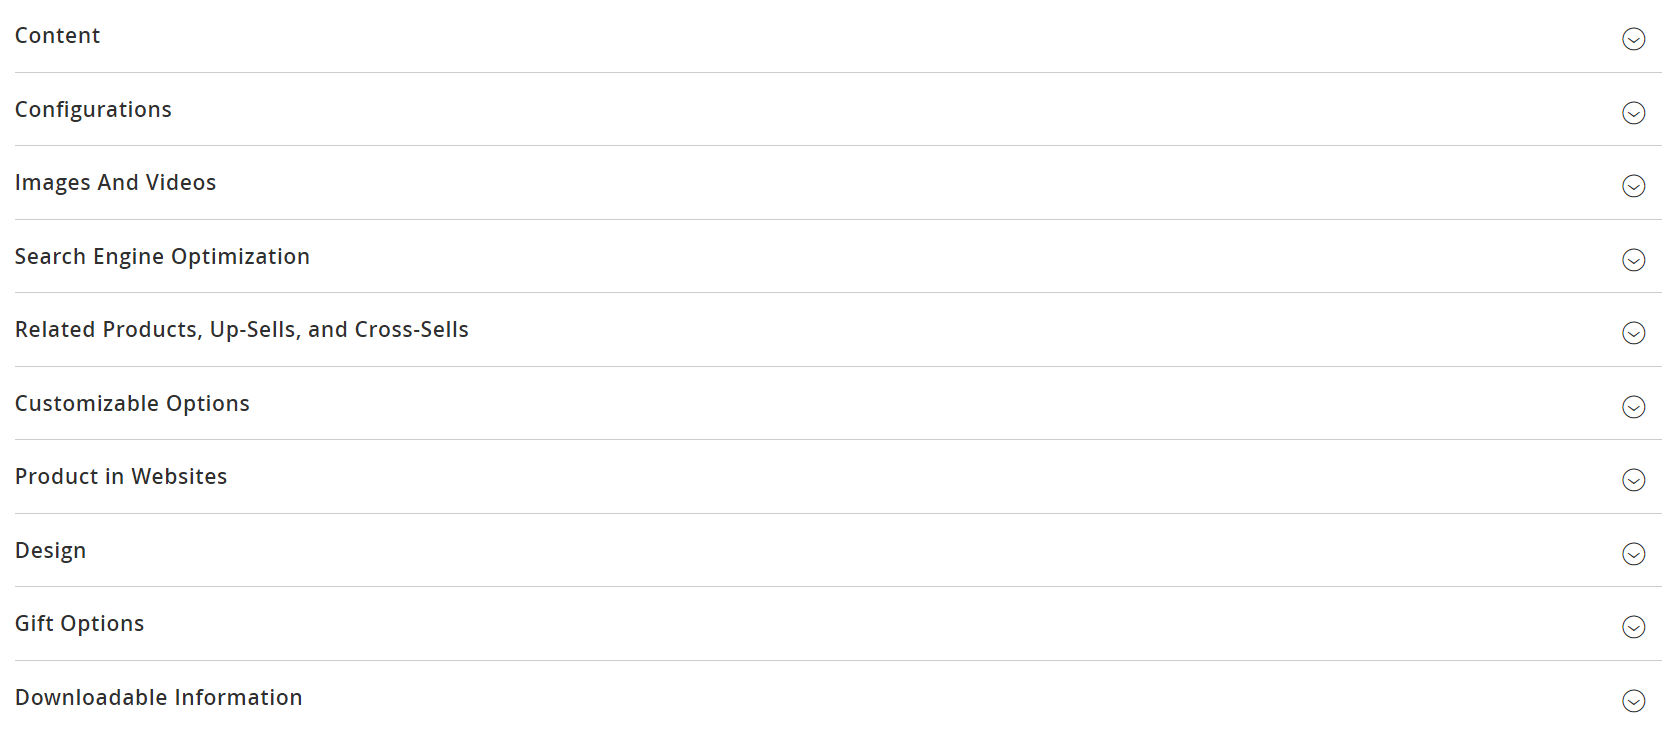 Content
Configurations
Images And Videos
Search Engine Optimization
Related Products, Up-Sells, and Cross-Sells
Customizable Options
Product in Websites
Design
Gift Options
Downloadable Information